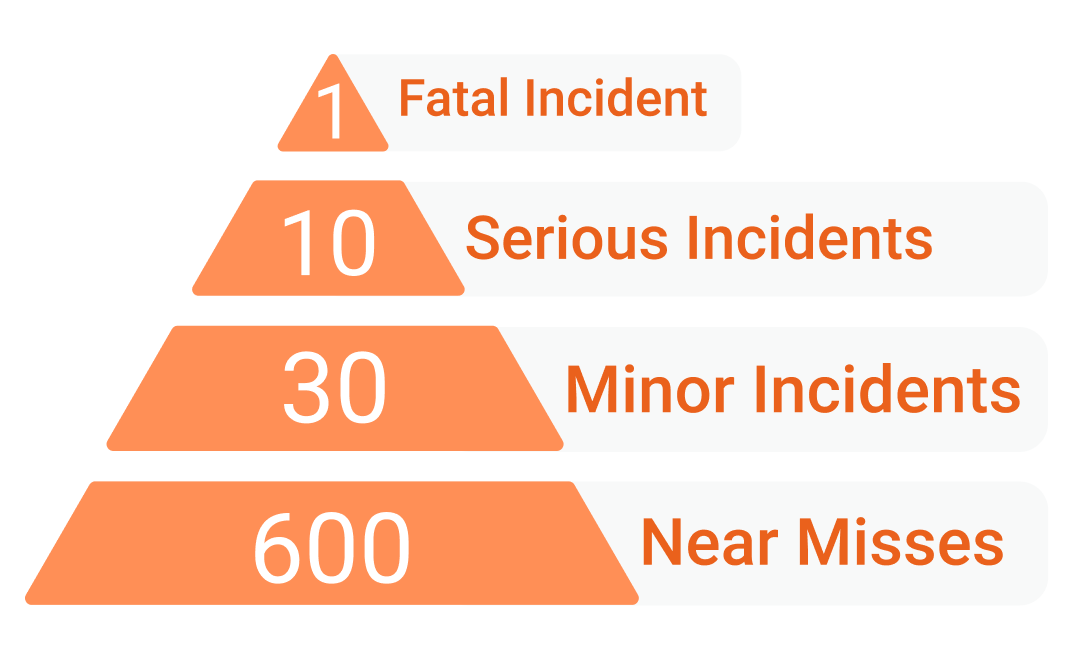 1 Fatal Incident
10 Serious Incidents
30 Minor Incidents
600 Near Misses